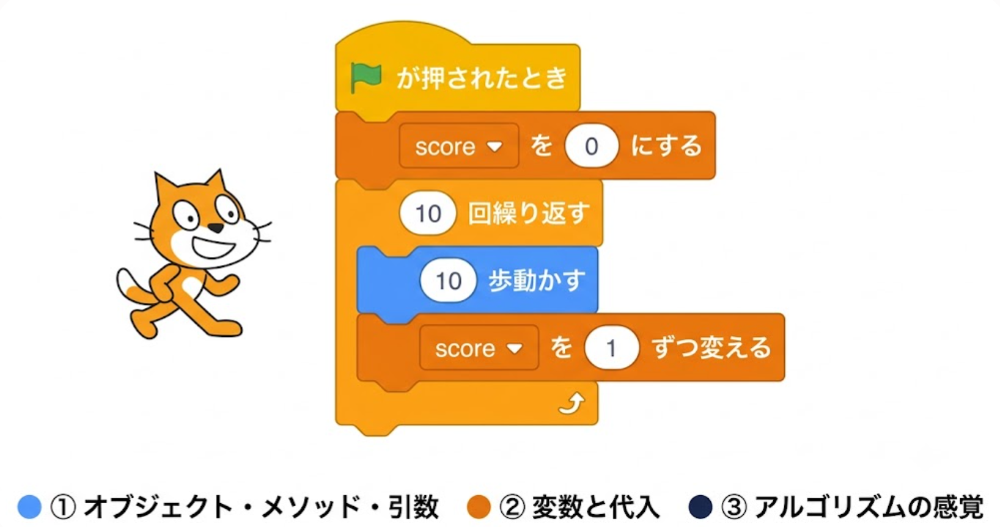 が押されたとき
score を 0 にする
10 回繰り返す
10 歩動かす
score を 1 ずつ変える
① オブジェクト・メソッド・引数 ② 変数と代入 ③ アルゴリズムの感覚